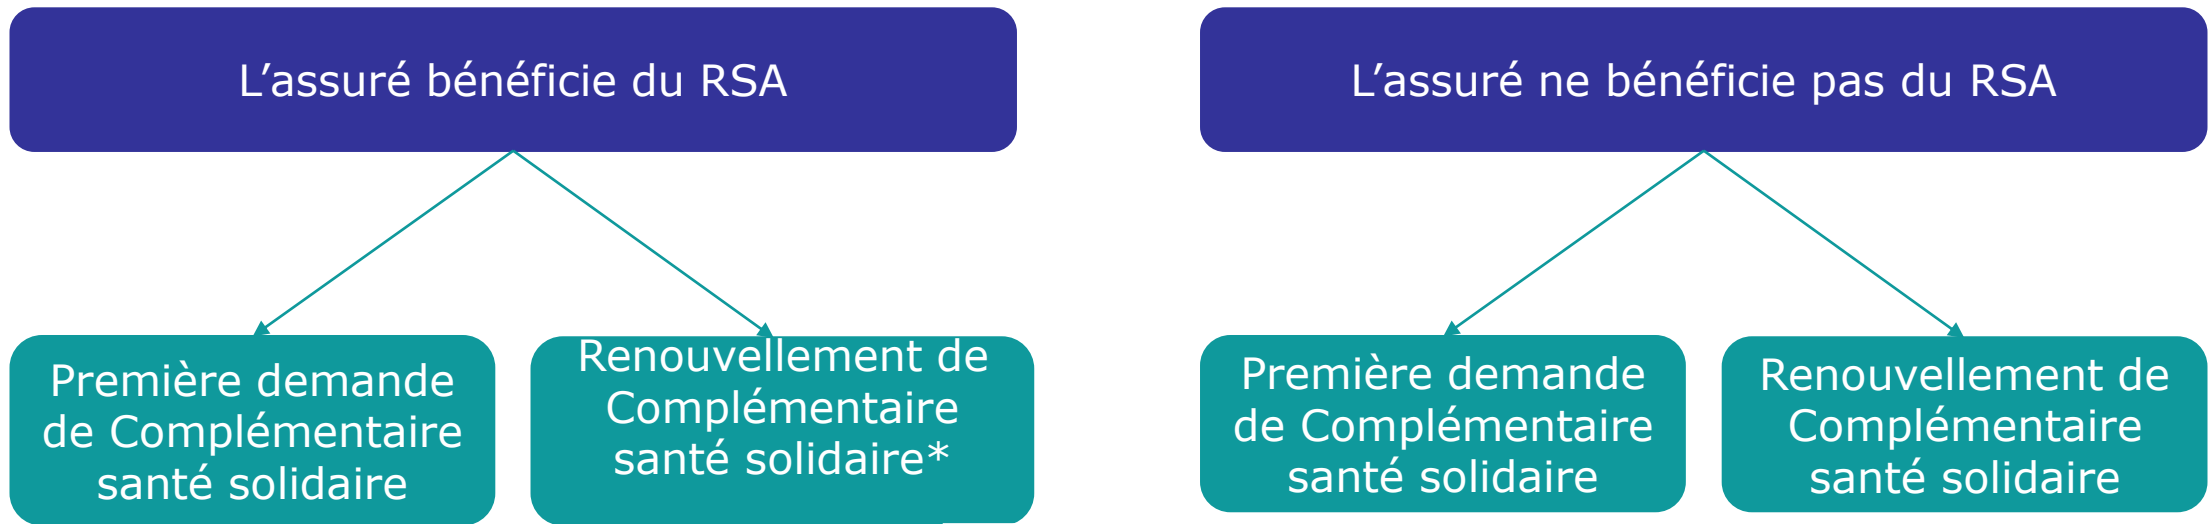 L’assuré bénéficie du RSA
L’assuré ne bénéficie pas du RSA
Première demande
de Complémentaire
santé solidaire
Renouvellement de
Complémentaire
santé solidaire*
Première demande
de Complémentaire
santé solidaire
Renouvellement de
Complémentaire
santé solidaire